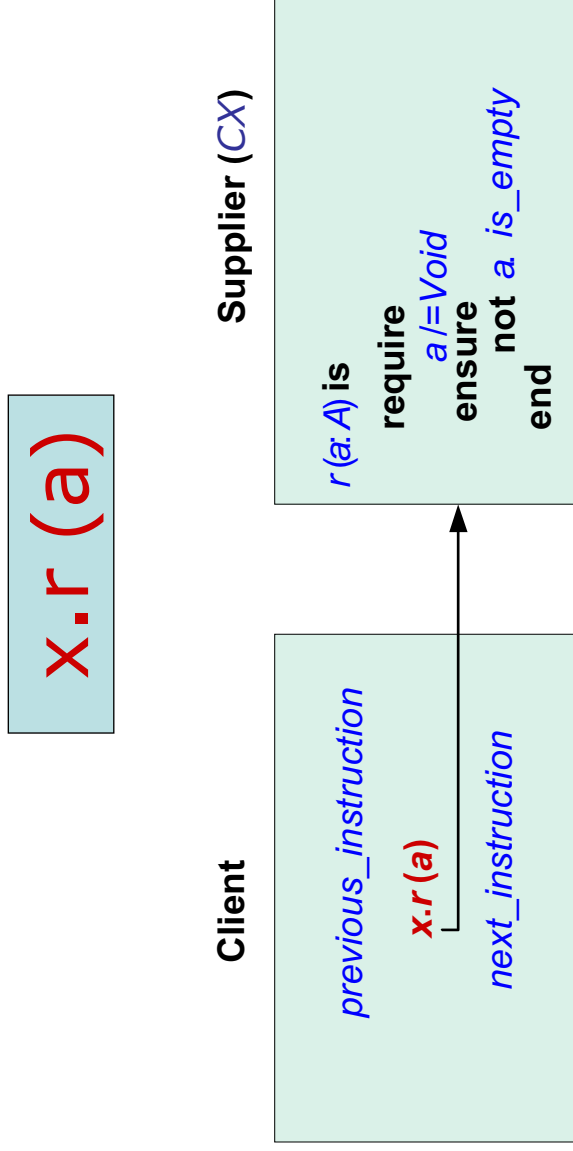 x.r (a)
Client
previous_instruction
x.r (a)
next_instruction
Supplier (CX)
r (a: A) is
require
a /= Void
ensure
not a. is_empty
end